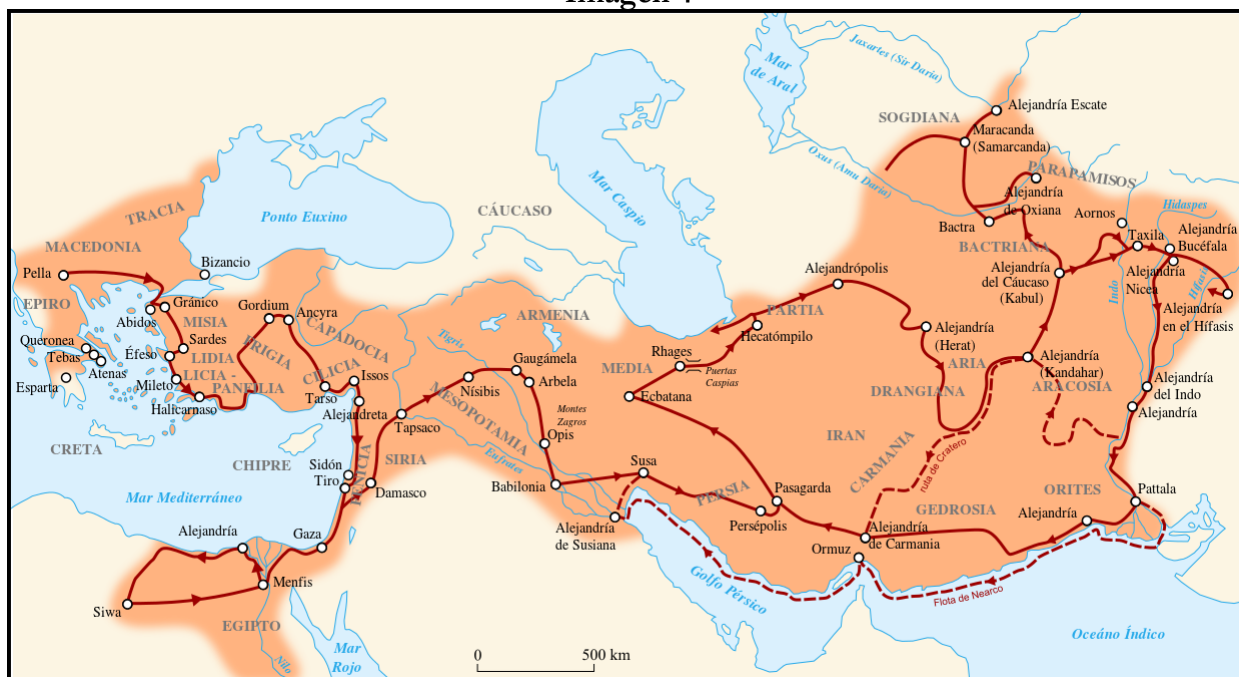 Imagen 4
Jaxartes (Sir Daria)
Mar
de Aral
Alejandría Escate
SOGDIANA
Maracanda
(Samarcanda)
Oxus (Amu Daria)
PARAPAMISOS
Alejandría
de Oxiana
Bactra
BACTRIANA
Aornos
Hidaspes
Taxila
Alejandría
Bucéfala
Alejandría
Nicea
Hífasis
Alejandría
en el Hífasis
Indo
Alejandría
del Cáucaso
(Kabul)
TRACIA
Ponto Euxino
CÁUCASO
Mar Caspio
MACEDONIA
Pella
Bizancio
EPIRO
Gránico
Abidos
MISIA
Gordium
Ancyra
CAPADOCIA
ARMENIA
Queronea
Tebas
Atenas
Esparta
Sardes
Éfeso
LIDIA
FRIGIA
Mileto
LICIA -
PANFILIA
Halicarnaso
CILICIA
Tarso
Issos
Alejandreta
Tigris
Gaugámela
Nísibis
Arbela
MESOPOTAMIA
Tapsaco
Montes
Zagros
Opis
Eufrates
Babilonia
CRETA
CHIPRE
Sidón
Tiro
FENICIA
SIRIA
Damasco
Mar Mediterráneo
Alejandría
Gaza
Menfis
Siwa
EGIPTO
Nilo
Mar
Rojo
Alejandrópolis
PARTIA
Hecatómpilo
Rhages
Puertas
Caspias
MEDIA
Ecbatana
Alejandría
(Herat)
ARIA
DRANGIANA
Alejandría
(Kandahar)
ARACOSIA
Alejandría
del Indo
Alejandría
IRAN
CARMANIA
ruta de Cratero
Susa
PERSIA
Pasagarda
Persépolis
Alejandría
de Susiana
Golfo Pérsico
Ormuz
Alejandría
de Carmania
GEDROSIA
Alejandría
ORITES
Pattala
Flota de Nearco
Oceáno Índico
0
500 km